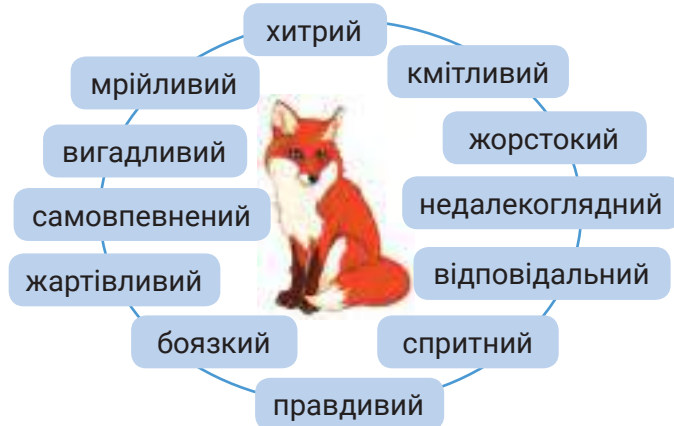 хитрий
мрійливий
кмітливий
вигадливий
жорстокий
самовпевнений
недалекоглядний
жартівливий
відповідальний
боязкий
спритний
правдивий